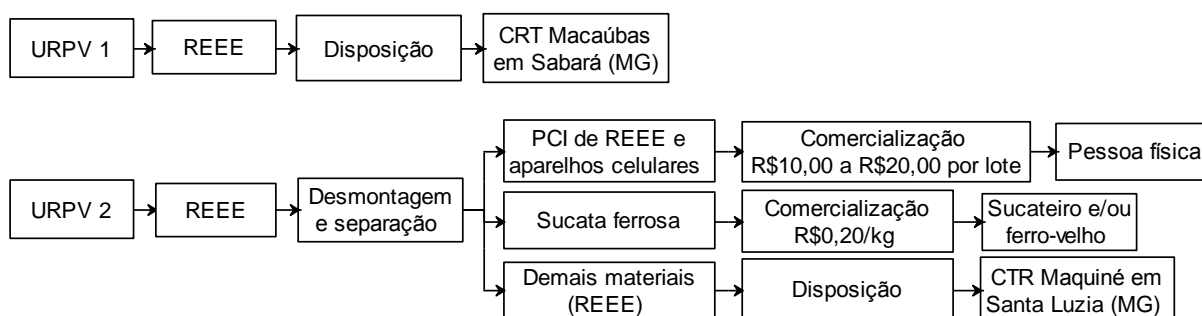 URPV 1
REEE
Disposição
CRT Macaúbas
em Sabará (MG)
URPV 2
REEE
Desmontagem
e separação
PCI de REEE e
aparelhos celulares
Comercialização
R$10,00 a R$20,00 por lote
Pessoa física
Sucata ferrosa
Comercialização
R$0,20/kg
Sucateiro e/ou
ferro-velho
Demais materiais
(REEE)
Disposição
CTR Maquiné em
Santa Luzia (MG)